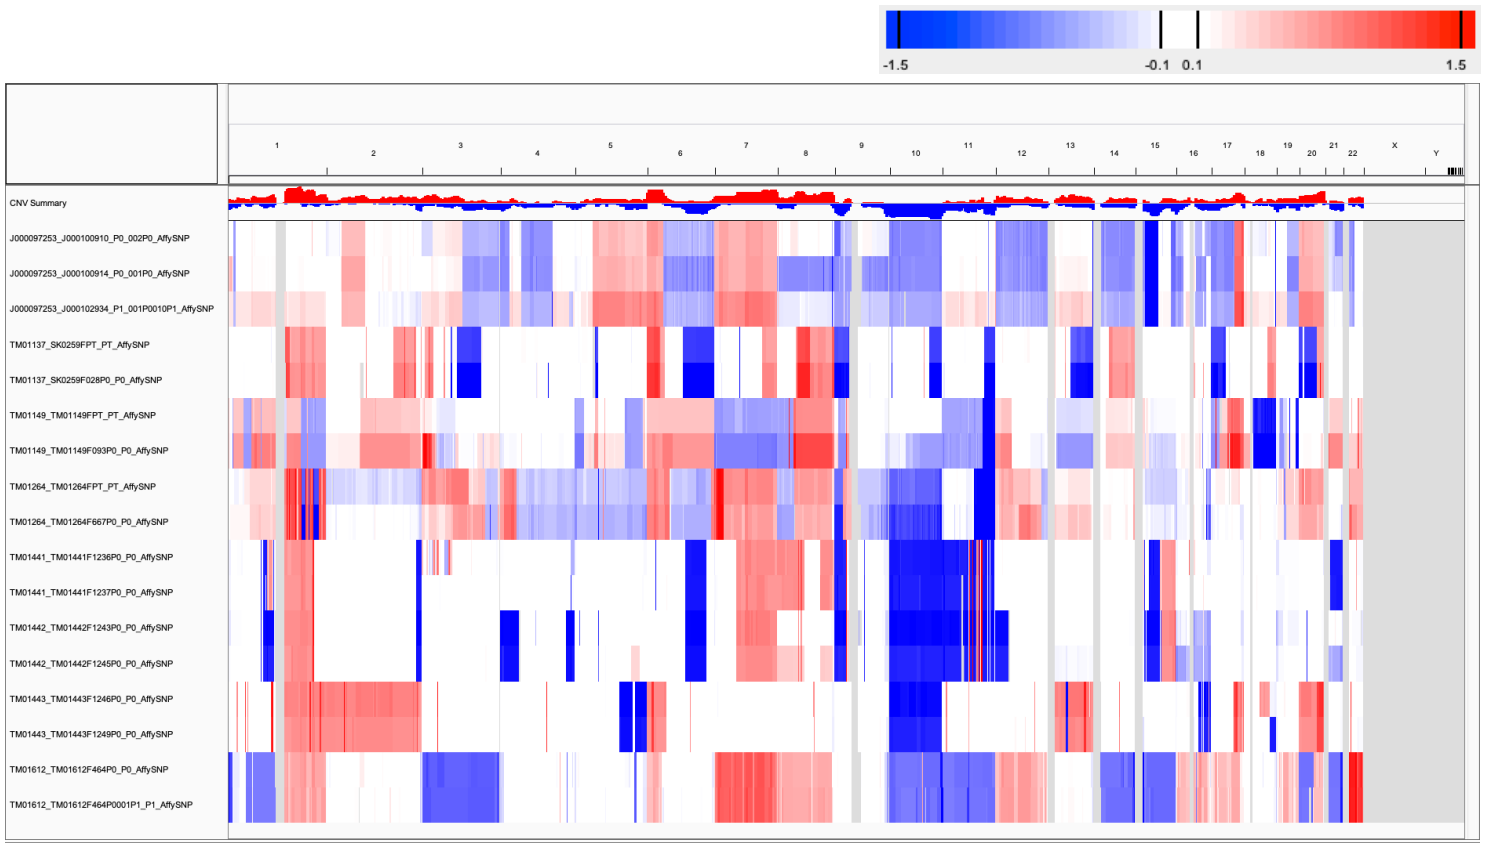 -1.5 -0.1 0.1 1.5
1 3 5 7 9 11 13 15 17 19 21 X
2 4 6 8 10 12 14 16 18 20 22 Y
CNV Summary
J000097253_J000100910_P0_002P0_AffySNP
J000097253_J000100914_P0_001P0_AffySNP
J000097253_J000102934_P1_001P0010P1_AffySNP
TM01137_SK0259FPT_PT_AffySNP
TM01137_SK0259F028P0_P0_AffySNP
TM01149_TM01149FPT_PT_AffySNP
TM01149_TM01149F093P0_P0_AffySNP
TM01264_TM01264FPT_PT_AffySNP
TM01264_TM01264F667P0_P0_AffySNP
TM01441_TM01441F1236P0_P0_AffySNP
TM01441_TM01441F1237P0_P0_AffySNP
TM01442_TM01442F1243P0_P0_AffySNP
TM01442_TM01442F1245P0_P0_AffySNP
TM01443_TM01443F1246P0_P0_AffySNP
TM01443_TM01443F1249P0_P0_AffySNP
TM01612_TM01612F464P0_P0_AffySNP
TM01612_TM01612F464P0001P1_P1_AffySNP